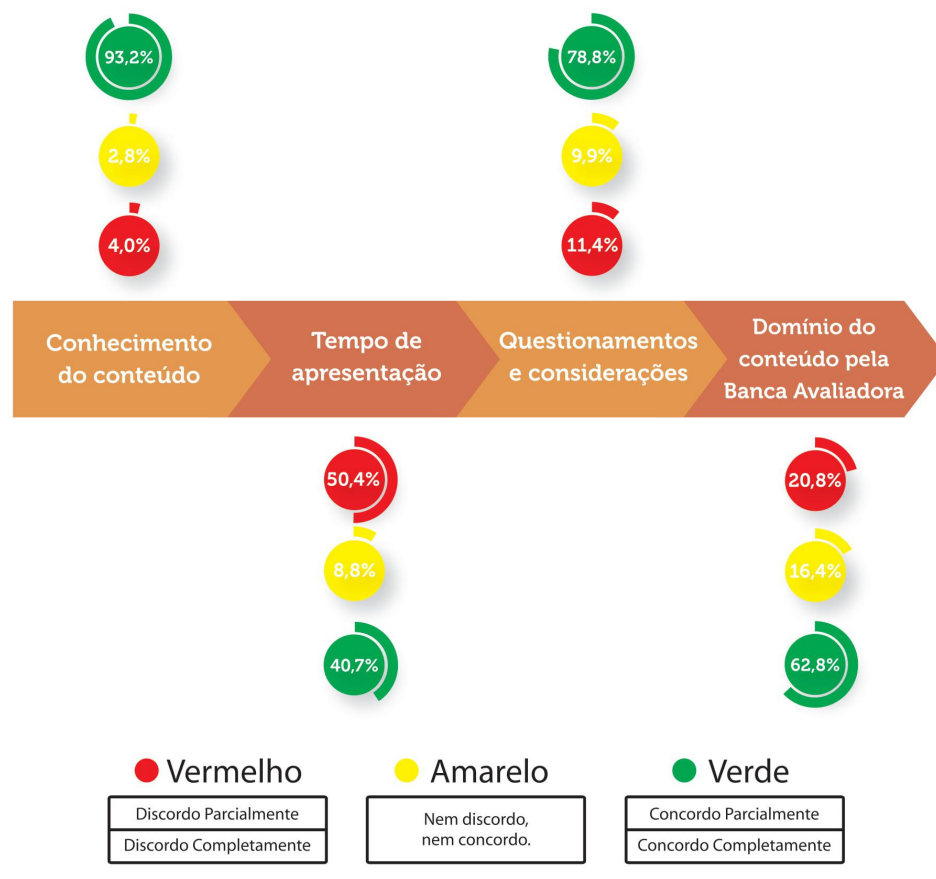 93,2%
2,8%
4,0%
78,8%
9,9%
11,4%
Conhecimento
do conteúdo
Tempo de
apresentação
Questionamentos
e considerações
Domínio do
conteúdo pela
Banca Avaliadora
50,4%
8,8%
40,7%
20,8%
16,4%
62,8%
Vermelho
Discordo Parcialmente
Discordo Completamente
Amarelo
Nem discordo,
nem concordo.
Verde
Concordo Parcialmente
Concordo Completamente